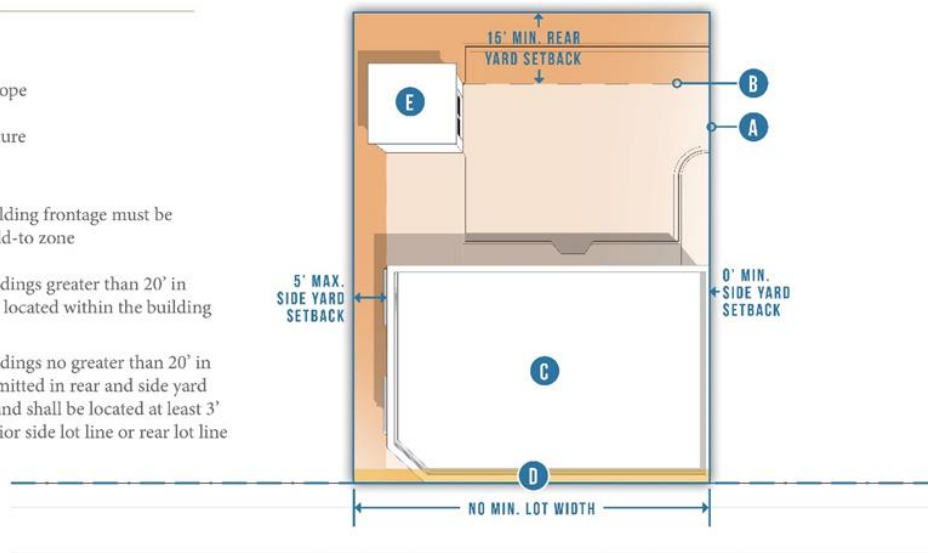 ope
ure
lding frontage must be
ld-to zone
dings greater than 20' in
located within the building
dings no greater than 20' in
mitted in rear and side yard
and shall be located at least 3'
ior side lot line or rear lot line
15' MIN. REAR
YARD SETBACK
B
A
E
5' MAX.
SIDE YARD
SETBACK
0' MIN.
SIDE YARD
SETBACK
C
D
NO MIN. LOT WIDTH